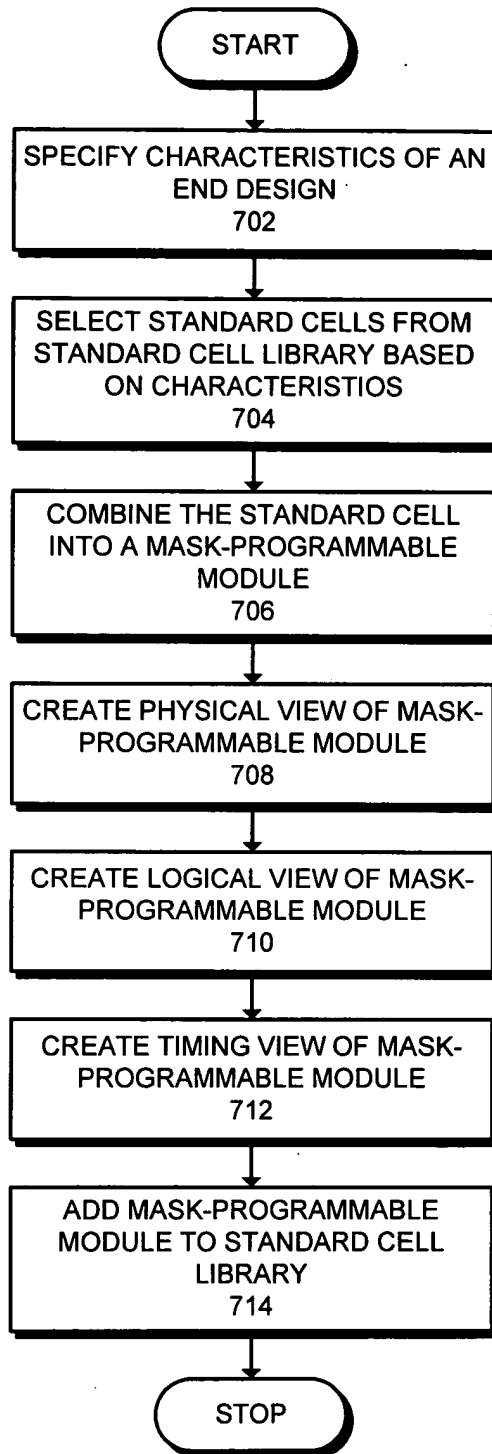 START
SPECIFY CHARACTERISTICS OF AN
END DESIGN
702
SELECT STANDARD CELLS FROM
STANDARD CELL LIBRARY BASED
ON CHARACTERISTIOS
704
COMBINE THE STANDARD CELL
INTO A MASK-PROGRAMMABLE
MODULE
706
CREATE PHYSICAL VIEW OF MASK-
PROGRAMMABLE MODULE
708
CREATE LOGICAL VIEW OF MASK-
PROGRAMMABLE MODULE
710
CREATE TIMING VIEW OF MASK-
PROGRAMMABLE MODULE
712
ADD MASK-PROGRAMMABLE
MODULE TO STANDARD CELL
LIBRARY
714
STOP